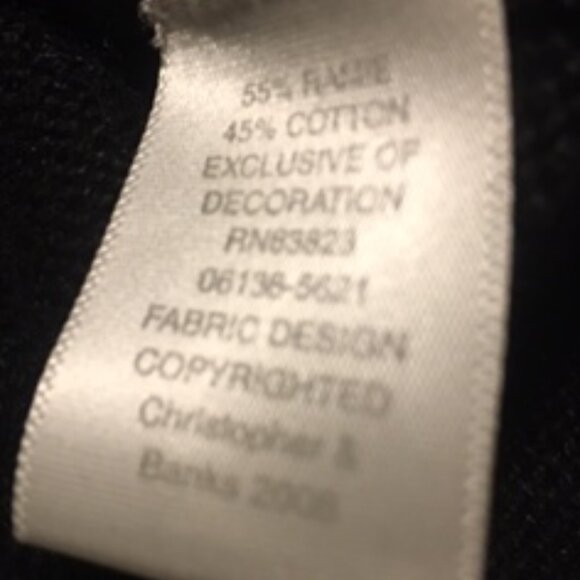 55% RAMIE
45% COTTON
EXCLUSIVE OF
DECORATION
RN83823
06138-5621
FABRIC DESIGN
COPYRIGHTED
Christopher &
Banks 2008